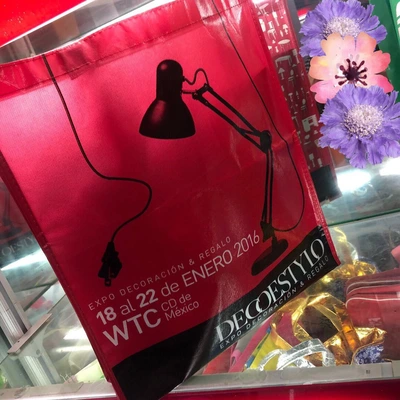 EXPO DECORACIÓN & REGALO
18 al 22 de ENERO 2016
WTC CD de
México
DECOESTYLO
EXPO DECORACIÓN & REGALO